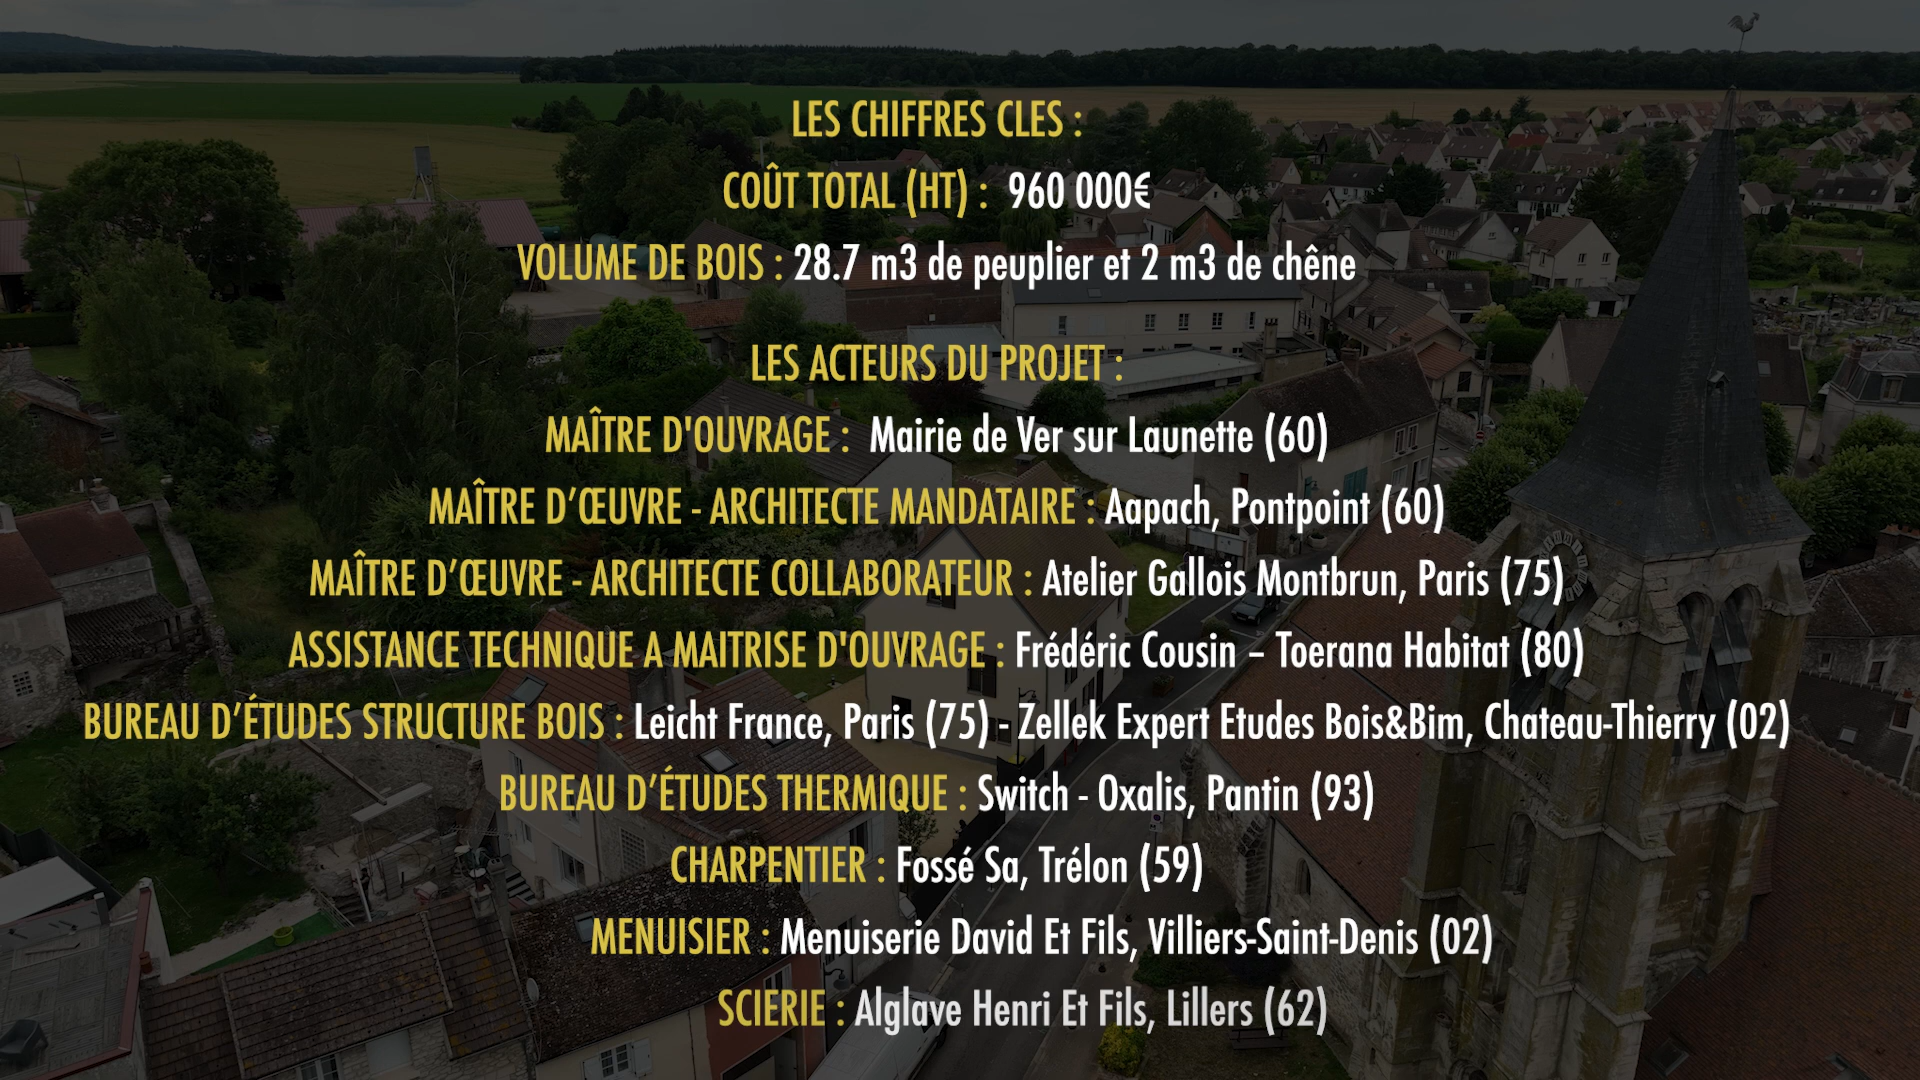 LES CHIFFRES CLES :
COÛT TOTAL (HT) : 960 000€
VOLUME DE BOIS : 28.7 m3 de peuplier et 2 m3 de chêne
LES ACTEURS DU PROJET :
MAÎTRE D'OUVRAGE : Mairie de Ver sur Launette (60)
MAÎTRE D’ŒUVRE - ARCHITECTE MANDATAIRE : Aapach, Pontpoint (60)
MAÎTRE D’ŒUVRE - ARCHITECTE COLLABORATEUR : Atelier Gallois Montbrun, Paris (75)
ASSISTANCE TECHNIQUE A MAITRISE D'OUVRAGE : Frédéric Cousin – Toerana Habitat (80)
BUREAU D’ÉTUDES STRUCTURE BOIS : Leicht France, Paris (75) - Zellek Expert Etudes Bois&Bim, Chateau-Thierry (02)
BUREAU D’ÉTUDES THERMIQUE : Switch - Oxalis, Pantin (93)
CHARPENTIER : Fossé Sa, Trélon (59)
MENUISIER : Menuiserie David Et Fils, Villiers-Saint-Denis (02)
SCIERIE : Alglave Henri Et Fils, Lillers (62)